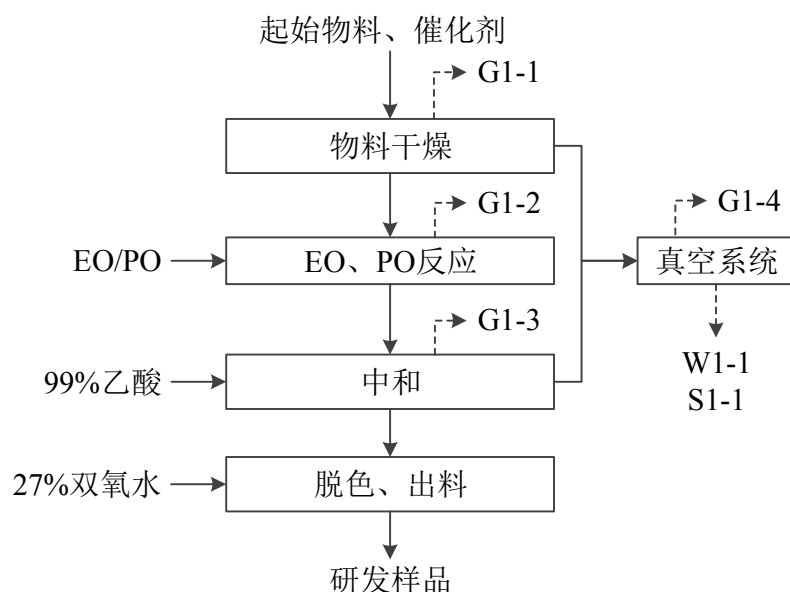 起始物料、催化剂
G1-1
物料干燥
G1-2
G1-4
EO/PO
EO、PO反应
真空系统
G1-3
99%乙酸
中和
W1-1
S1-1
27%双氧水
脱色、出料
研发样品